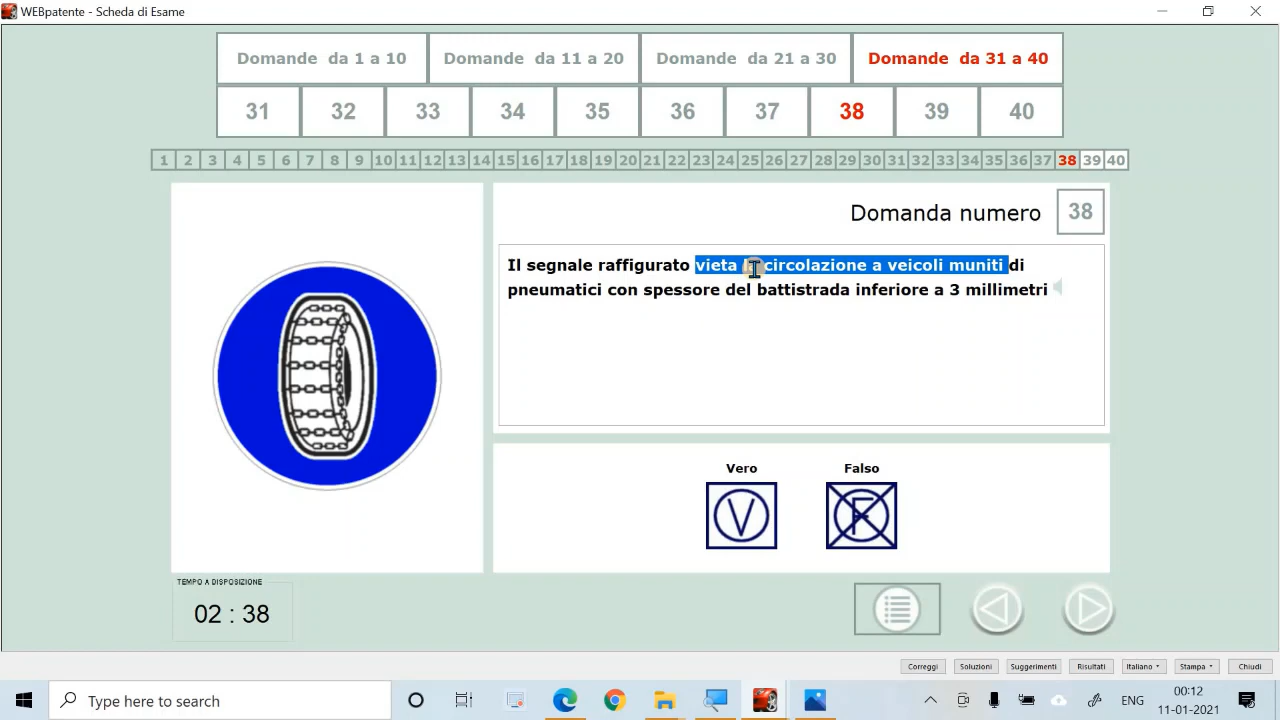 WEBpatente - Scheda di Esame
Domande da 1 a 10 Domande da 11 a 20 Domande da 21 a 30 Domande da 31 a 40
31 32 33 34 35 36 37 38 39 40
1 2 3 4 5 6 7 8 9 10 11 12 13 14 15 16 17 18 19 20 21 22 23 24 25 26 27 28 29 30 31 32 33 34 35 36 37 38 39 40
Domanda numero 38
Il segnale raffigurato vieta circolazione a veicoli muniti di
pneumatici con spessore del battistrada inferiore a 3 millimetri
Vero Falso
V F
TEMPO A DISPOSIZIONE
02 : 38
Correggi Soluzioni Suggerimenti Risultati Italiano Stampa Chiudi
Type here to search
ENG
00:12
11-01-2021